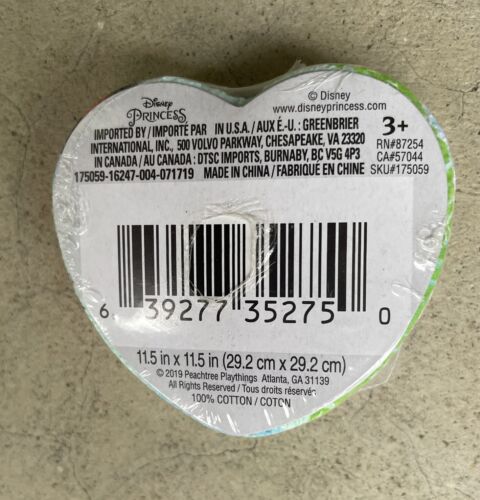 Disney
PRINCESS
© Disney
www.disneyprincess.com
IMPORTED BY / IMPORTÉ PAR IN U.S.A. / AUX É.-U. : GREENBRIER
INTERNATIONAL, INC., 500 VOLVO PARKWAY, CHESAPEAKE, VA 23320
IN CANADA / AU CANADA : DTSC IMPORTS, BURNABY, BC V5G 4P3
175059-16247-004-071719 MADE IN CHINA / FABRIQUÉ EN CHINE
3+
RN#87254
CA#57044
SKU#175059
6 39277 35275 0
11.5 in x 11.5 in (29.2 cm x 29.2 cm)
© 2019 Peachtree Playthings Atlanta, GA 31139
All Rights Reserved / Tous droits réservés
100% COTTON / COTON